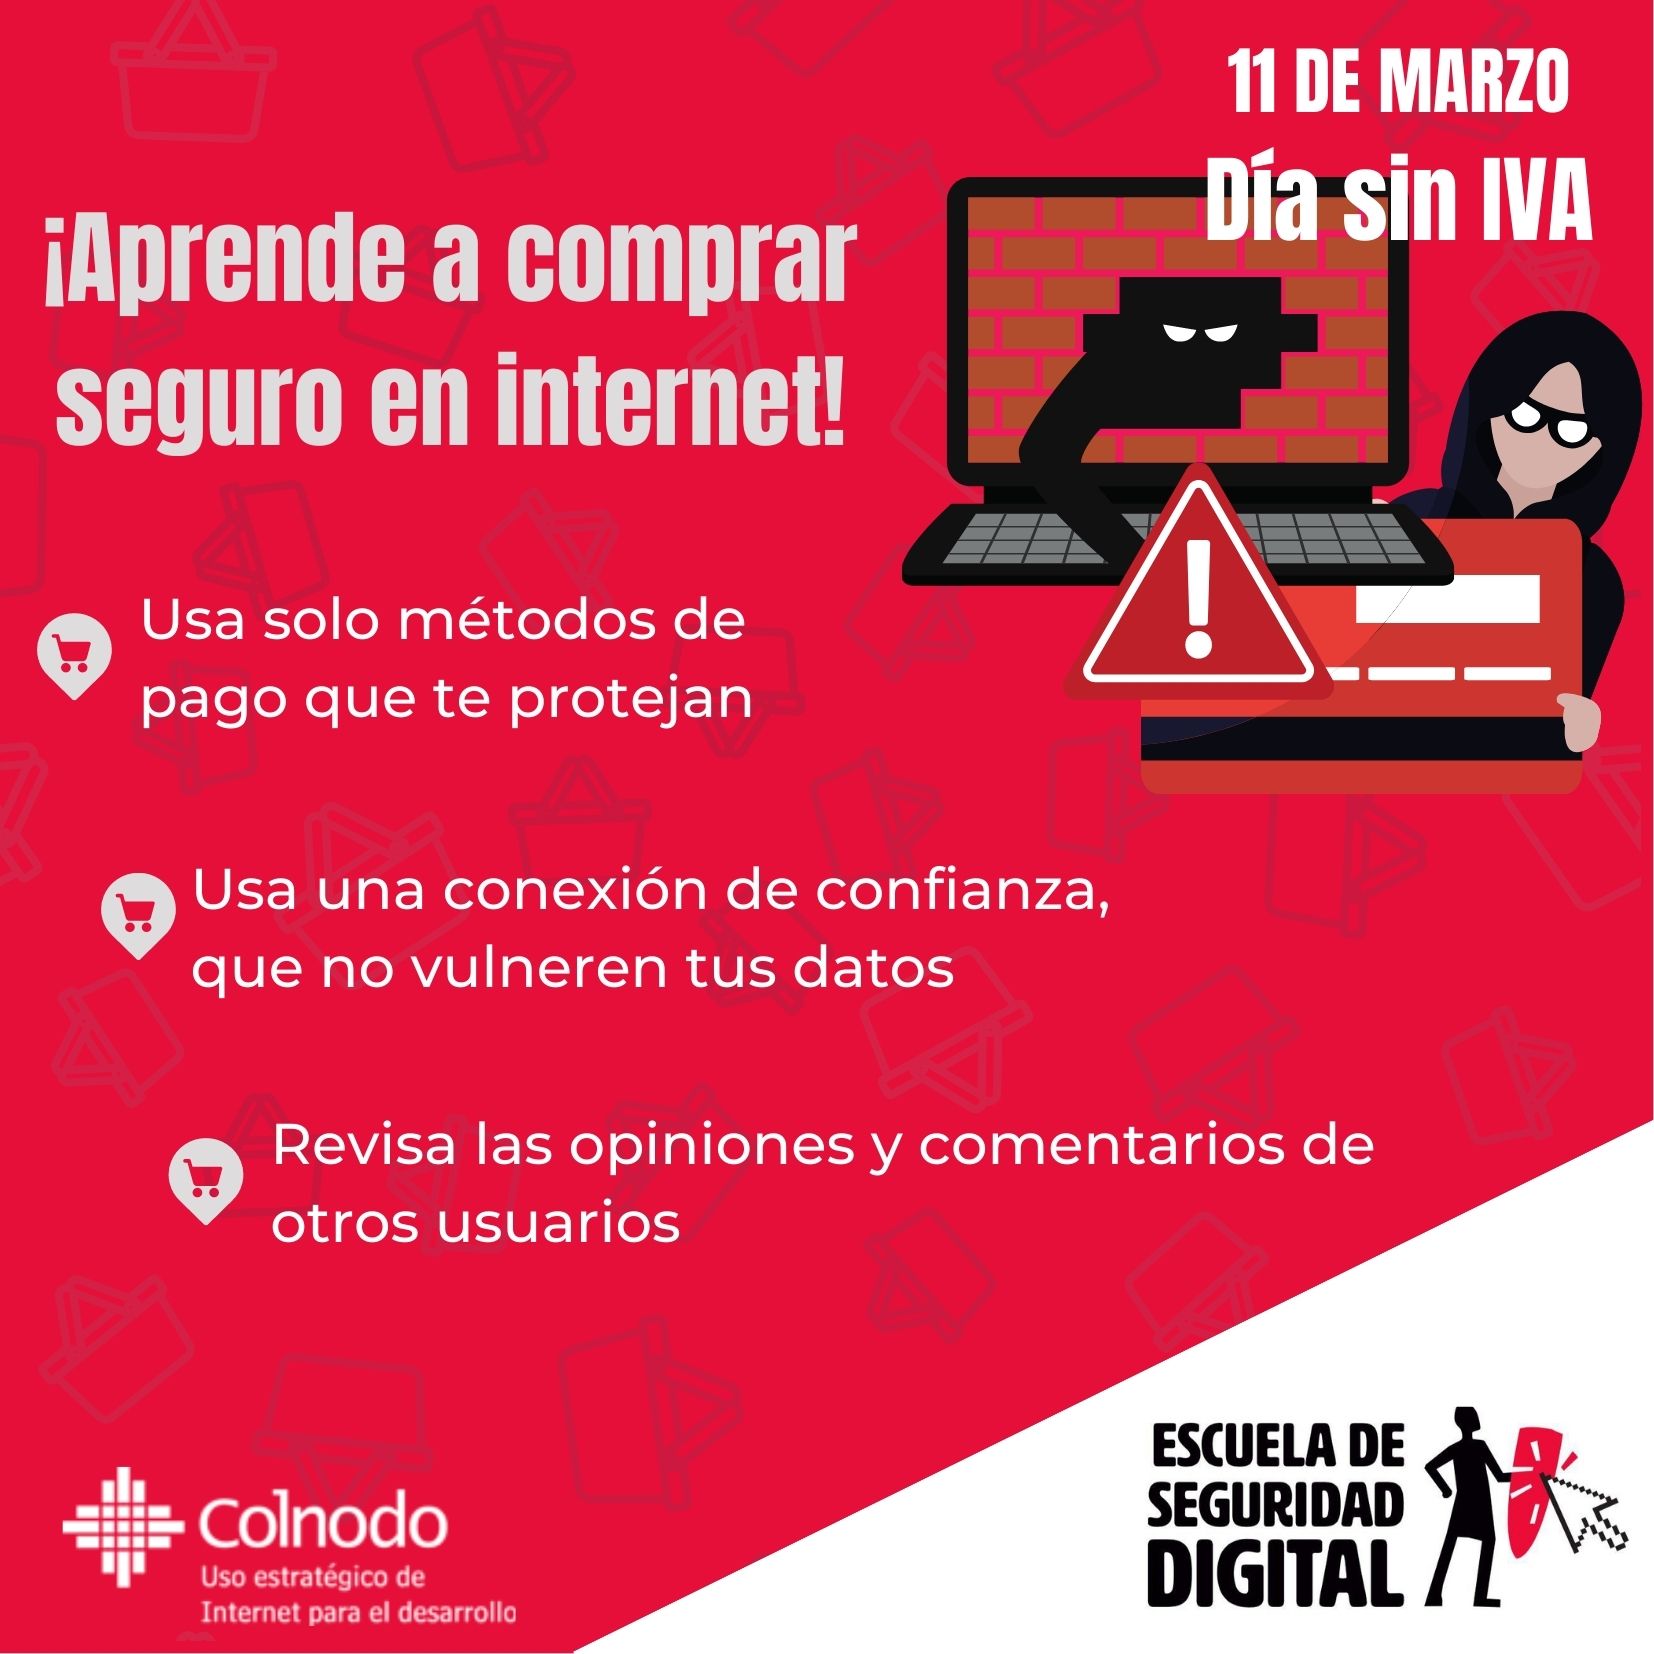 11 DE MARZO
Día sin IVA
¡Aprende a comprar
seguro en internet!
Usa solo métodos de
pago que te protejan
Usa una conexión de confianza,
que no vulneren tus datos
Revisa las opiniones y comentarios de
otros usuarios
Colnodo
Uso estratégico de
Internet para el desarrollo
ESCUELA DE
SEGURIDAD
DIGITAL